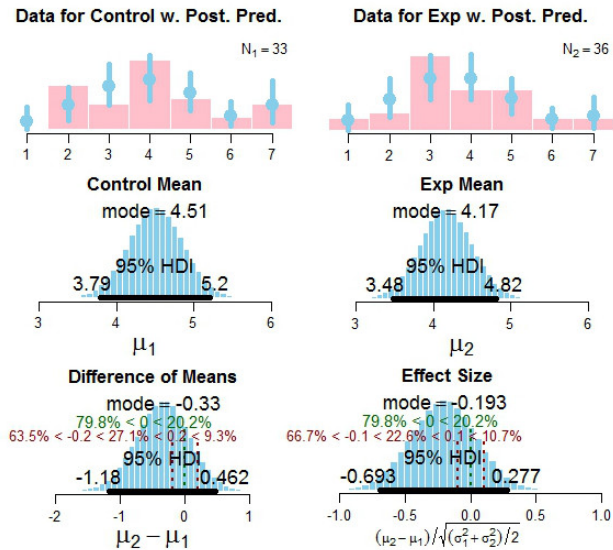 Data for Control w. Post. Pred.
N1 = 33
1 2 3 4 5 6 7
Data for Exp w. Post. Pred.
N2 = 36
1 2 3 4 5 6 7
Control Mean
mode = 4.51
95% HDI
3.79 5.2
3 4 5 6
μ1
Exp Mean
mode = 4.17
95% HDI
3.48 4.82
3 4 5 6
μ2
Difference of Means
mode = -0.33
79.8% < 0 < 20.2%
63.5% < -0.2 < 27.1% < 0.2 < 9.3%
95% HDI
-1.18 0.462
-2 -1 0 1
μ2 − μ1
Effect Size
mode = -0.193
79.8% < 0 < 20.2%
66.7% < -0.1 < 22.6% < 0.1 < 10.7%
95% HDI
-0.693 0.277
-1.0 -0.5 0.0 0.5 1.0
(μ2 − μ1)/√(σ1² + σ2²)/2